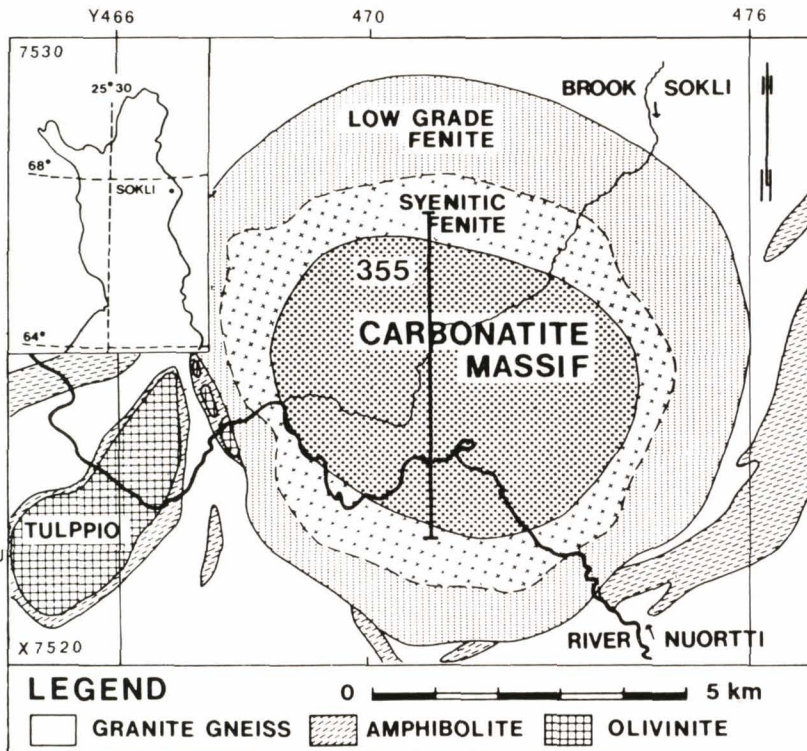 Y466 470 476
7530
25° 30
BROOK SOKLI
LOW GRADE
FENITE
68°
SOKLI
SYENITIC
FENITE
355
CARBONATITE
MASSIF
64°
TULPPIO
RIVER NUORTTI
X7520
LEGEND 0 5 km
GRANITE GNEISS AMPHIBOLITE OLIVINITE